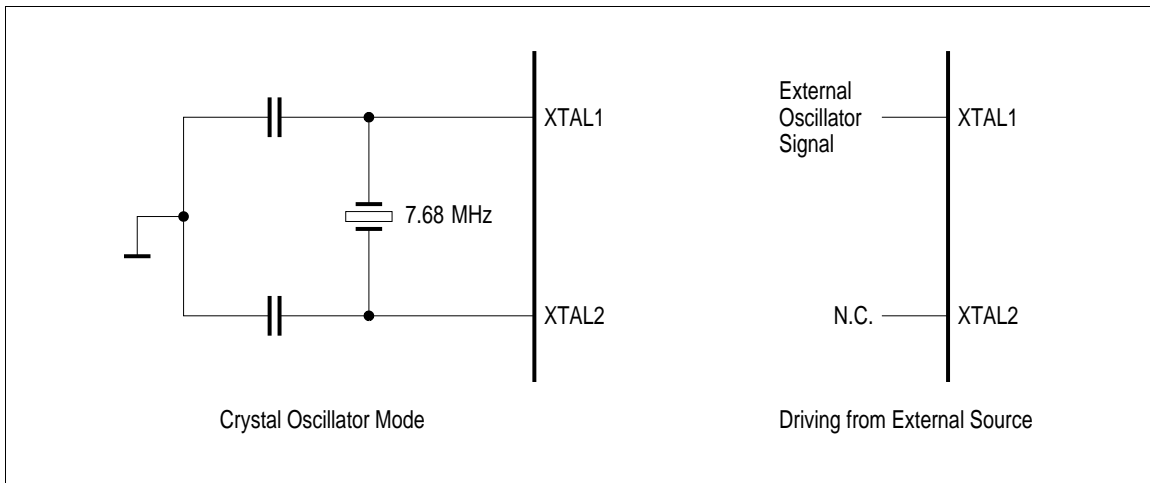 XTAL1
7.68 MHz
XTAL2
Crystal Oscillator Mode
External
Oscillator
Signal
XTAL1
N.C.
XTAL2
Driving from External Source